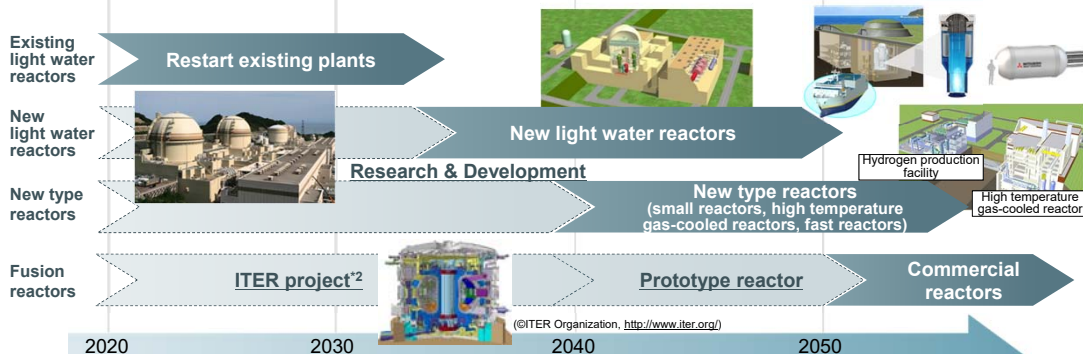 Existing
light water
reactors
Restart existing plants
New
light water
reactors
New light water reactors
Research & Development
New type
reactors
New type reactors
(small reactors, high temperature
gas-cooled reactors, fast reactors)
Hydrogen production
facility
High temperature
gas-cooled reactor
Fusion
reactors
ITER project*2
Prototype reactor
Commercial
reactors
(©ITER Organization, http://www.iter.org/)
2020
2030
2040
2050